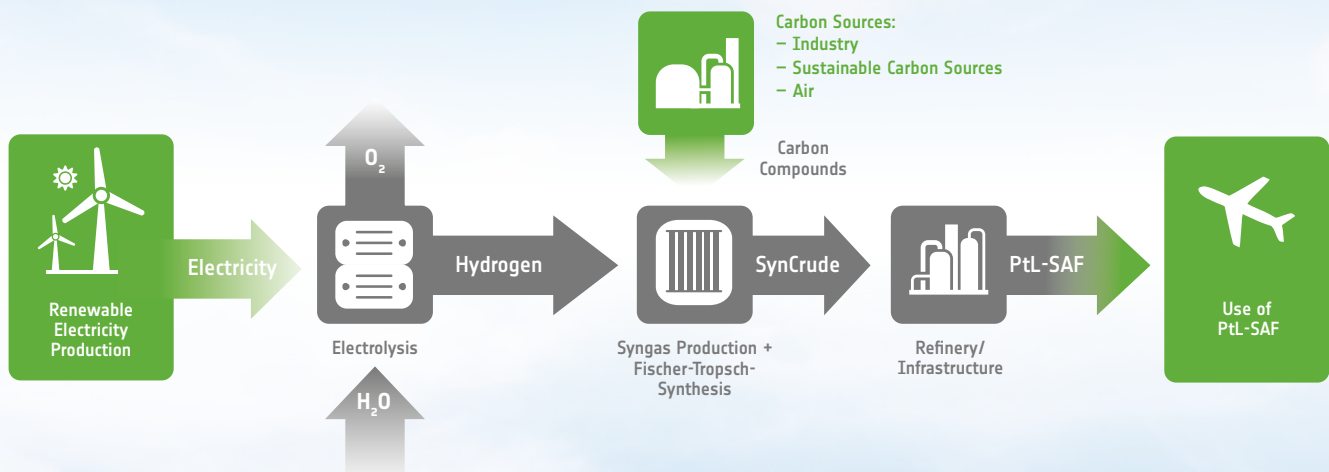 Carbon Sources:
– Industry
– Sustainable Carbon Sources
– Air
Carbon
Compounds
O₂
Electricity
Hydrogen
SynCrude
PtL-SAF
Renewable
Electricity
Production
Electrolysis
H₂O
Syngas Production +
Fischer-Tropsch-
Synthesis
Refinery/
Infrastructure
Use of
PtL-SAF